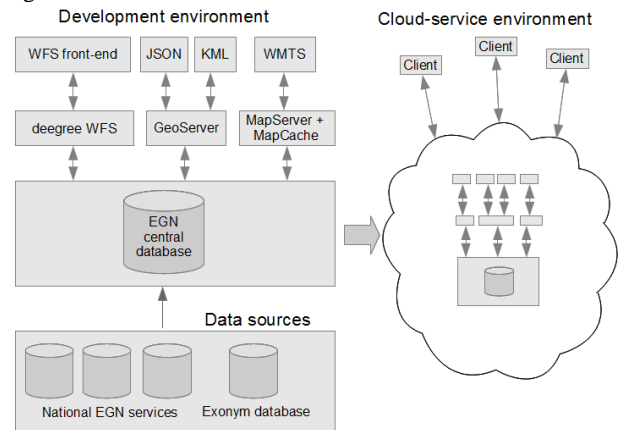 Development environment
Cloud-service environment
WFS front-end
JSON
KML
WMTS
Client
Client
Client
deegree WFS
GeoServer
MapServer +
MapCache
EGN
central
database
Data sources
National EGN services
Exonym database